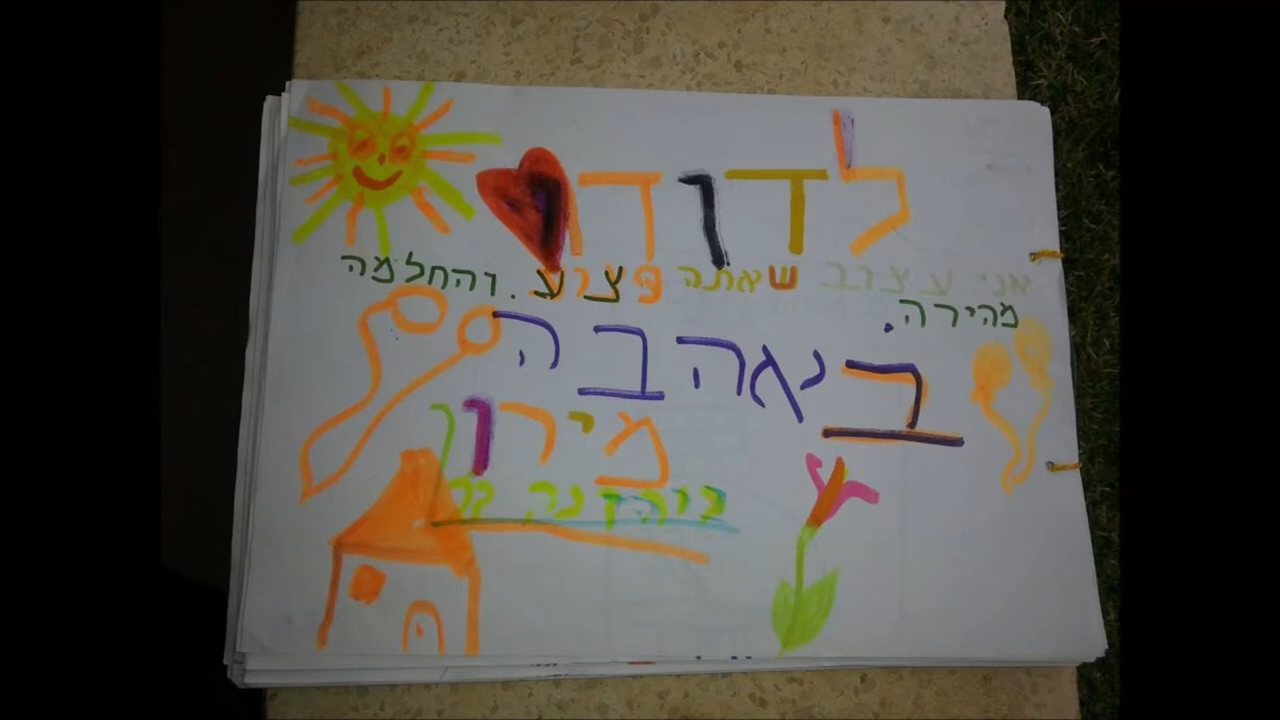 לדודו
אני עצוב שאתה פצוע. והחלמה
מהירה.
באהבה
מירון